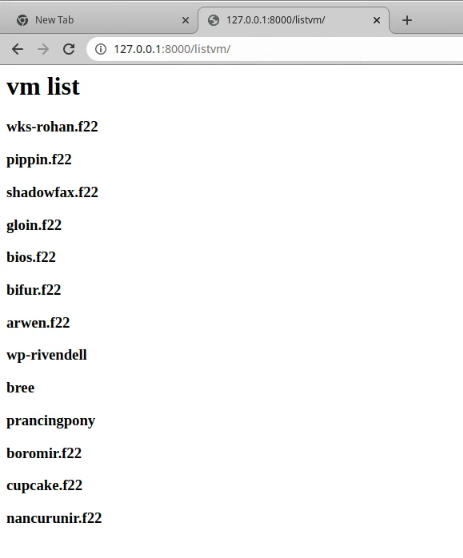 New Tab
127.0.0.1:8000/listvm/
127.0.0.1:8000/listvm/
vm list
wks-rohan.f22
pippin.f22
shadowfax.f22
gloin.f22
bios.f22
bifur.f22
arwen.f22
wp-rivendell
bree
prancingpony
boromir.f22
cupcake.f22
nancurunir.f22